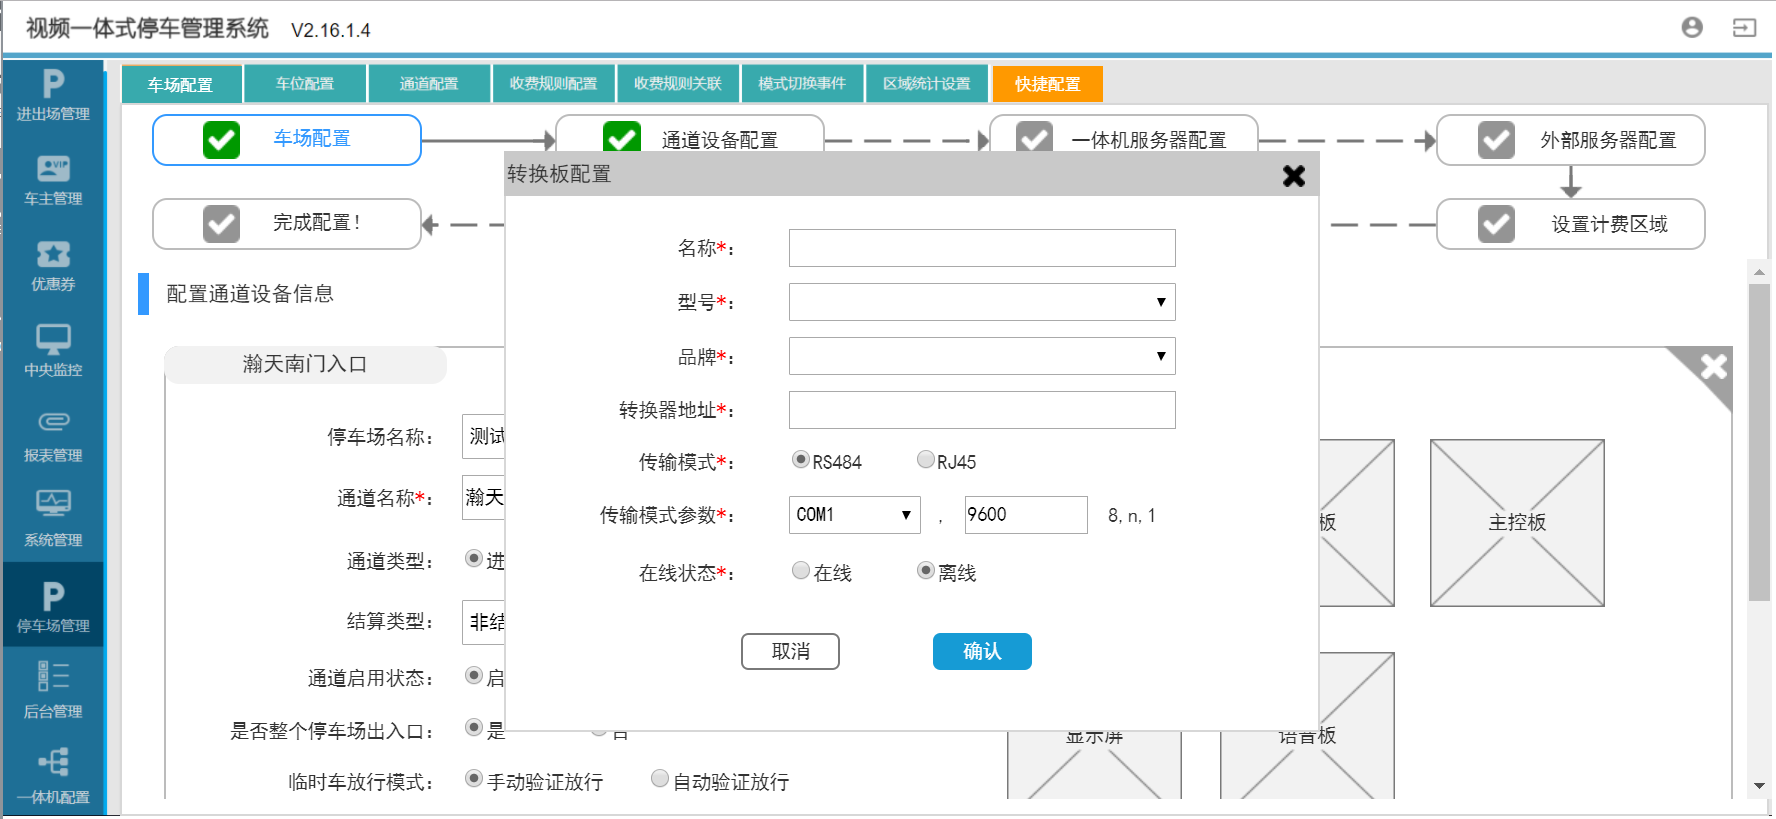 视频一体式停车管理系统 V2.16.1.4
进出场管理
车主管理
优惠券
中央监控
报表管理
系统管理
停车场管理
后台管理
一体机配置
车场配置 车位配置 通道配置 收费规则配置 收费规则关联 模式切换事件 区域统计设置 快捷配置
车场配置 通道设备配置 一体机服务器配置 外部服务器配置
完成配置! 设置计费区域
配置通道设备信息
瀚天南门入口
停车场名称: 测试
通道名称*: 瀚天
通道类型: 进
结算类型: 非结
通道启用状态: 启
是否整个停车场出入口: 是 否
临时车放行模式: 手动验证放行 自动验证放行
转换板配置
名称*:
型号*:
品牌*:
转换器地址*:
传输模式*: RS484 RJ45
传输模式参数*: COM1 , 9600 8,n,1
在线状态*: 在线 离线
取消 确认
板 主控板
显示屏 语音板